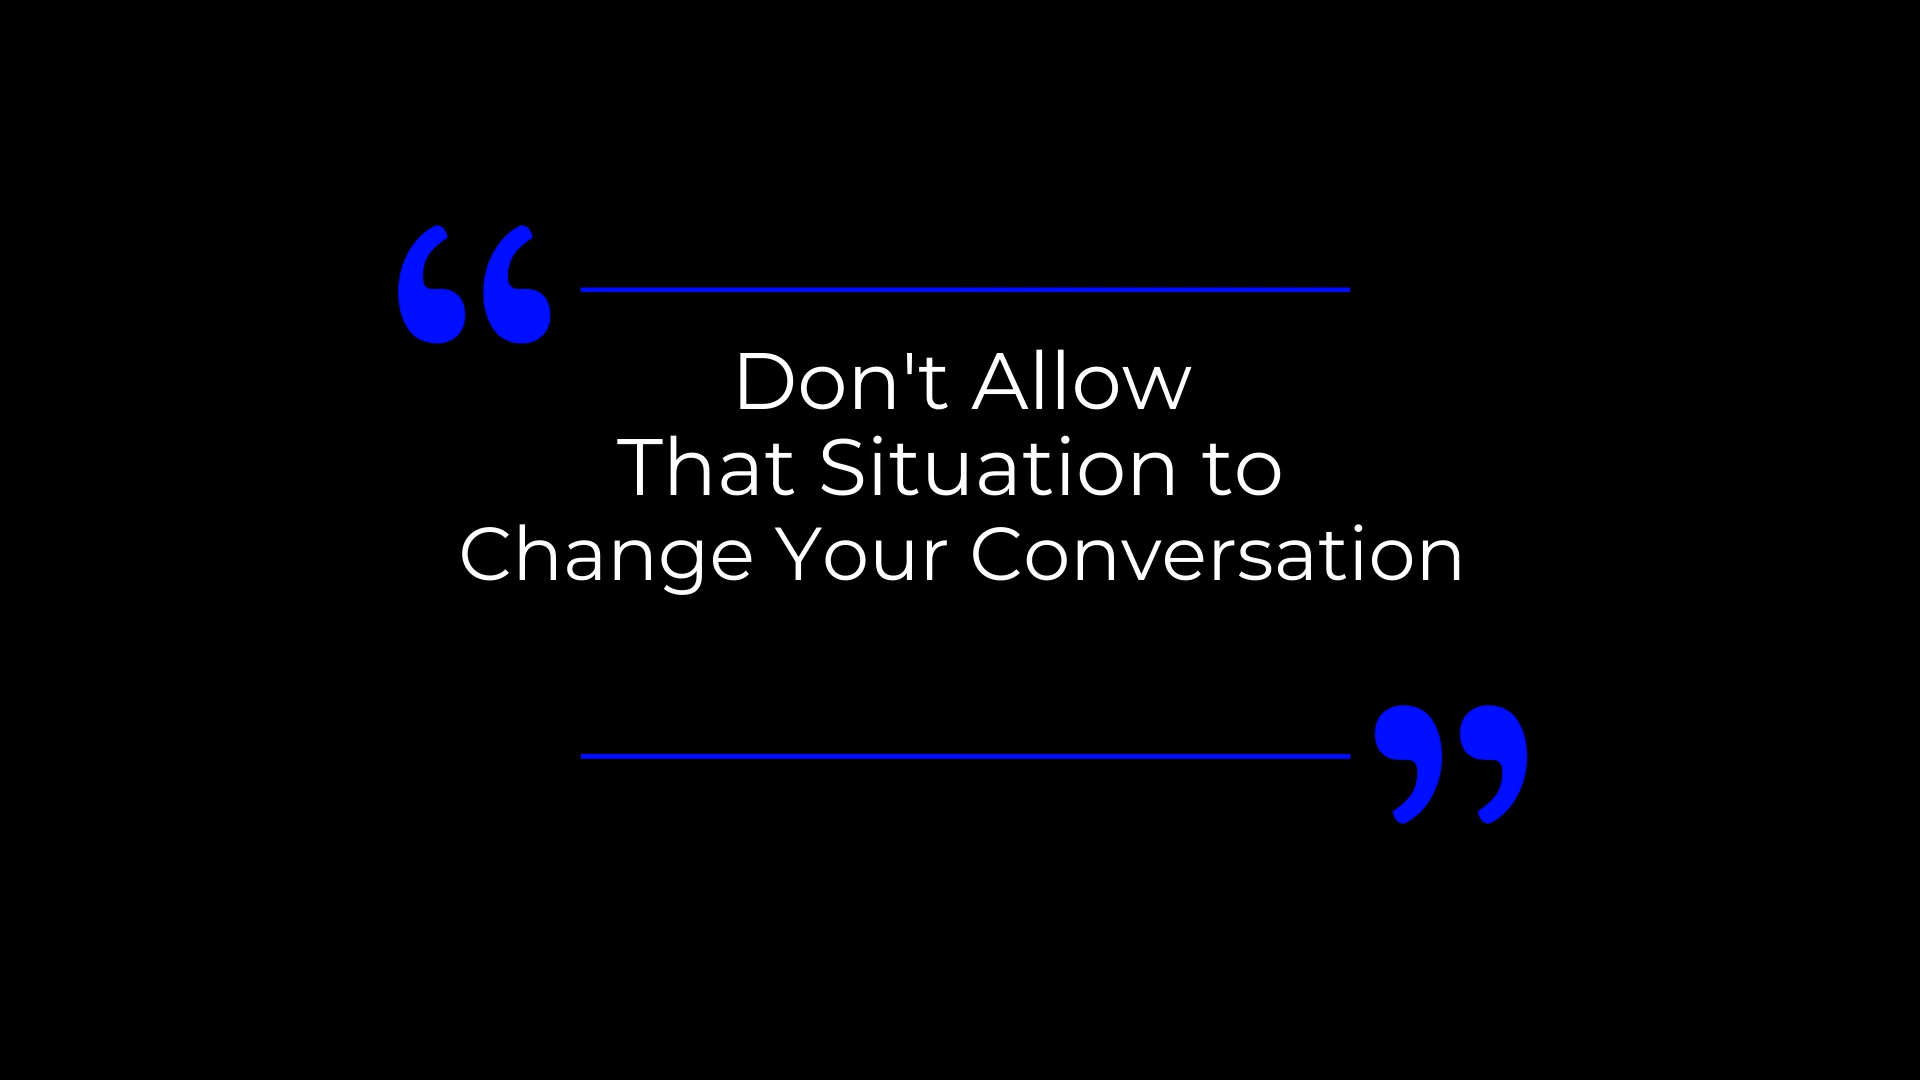 “
Don't Allow
That Situation to
Change Your Conversation
”